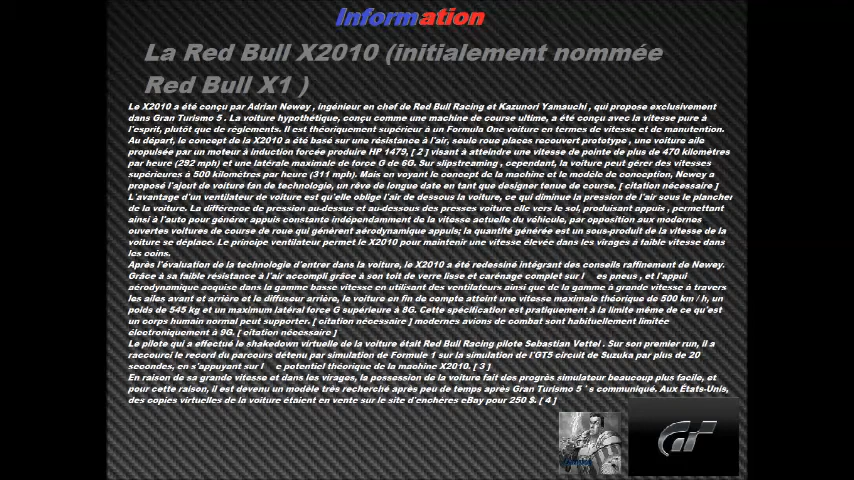 Information
La Red Bull X2010 (initialement nommée
Red Bull X1 )
Le X2010 a été conçu par Adrian Newey , ingénieur en chef de Red Bull Racing et Kazunori Yamauchi , qui propose exclusivement
dans Gran Turismo 5 . La voiture hypothétique, conçue comme une machine de course ultime, a été conçu avec la vitesse pure à
l'esprit, plutôt que de règlements. Il est théoriquement supérieur à un Formula One voiture en termes de vitesse et de manutention.
Au départ, le concept de la X2010 a été basé sur une résistance à l'air, seule roue places recouvert prototype , une voiture aile
propulsée par un moteur à induction forcée produire HP 1479, [ 2 ] visant à atteindre une vitesse de pointe de plus de 470 kilomètres
par heure (292 mph) et une latérale maximale de force G de 6G. Sur slipstreaming , cependant, la voiture peut gérer des vitesses
supérieures à 500 kilomètres par heure (311 mph). Mais en voyant le concept de la machine et le modèle de conception, Newey a
proposé l'ajout de voiture fan de technologie, un rêve de longue date en tant que designer tenue de course. [ citation nécessaire ]
L'avantage d'un ventilateur de voiture est qu'elle oblige l'air de dessous la voiture, ce qui diminue la pression de l'air sous le plancher
de la voiture. La différence de pression au-dessus et au-dessous des presses voiture elle vers le sol, produisant appuis , permettant
ainsi à l'auto pour générer appuis constante indépendamment de la vitesse actuelle du véhicule, par opposition aux modernes
ouvertes voitures de course de roue qui génèrent aérodynamique appuis; la quantité générée est un sous-produit de la vitesse de la
voiture se déplace. Le principe ventilateur permet le X2010 pour maintenir une vitesse élevée dans les virages à faible vitesse dans
les coins.
Après l'évaluation de la technologie d'entrer dans la voiture, le X2010 a été redessiné intégrant des conseils raffinement de Newey.
Grâce à sa faible résistance à l'air accompli grâce à son toit de verre lisse et carénage complet sur l es pneus , et l'appui
aérodynamique acquise dans la gamme basse vitesse en utilisant des ventilateurs ainsi que de la gamme à grande vitesse à travers
les ailes avant et arrière et le diffuseur arrière, le voiture en fin de compte atteint une vitesse maximale théorique de 500 km / h, un
poids de 545 kg et un maximum latéral force G supérieure à 8G. Cette spécification est pratiquement à la limite même de ce qu'est
un corps humain normal peut supporter. [ citation nécessaire ] modernes avions de combat sont habituellement limitée
électroniquement à 9G. [ citation nécessaire ]
Le pilote qui a effectué le shakedown virtuelle de la voiture était Red Bull Racing pilote Sebastian Vettel . Sur son premier run, il a
raccourci le record du parcours détenu par simulation de Formule 1 sur la simulation de l'GT5 circuit de Suzuka par plus de 20
secondes, en s'appuyant sur l e potentiel théorique de la machine X2010. [ 3 ]
En raison de sa grande vitesse et dans les virages, la possession de la voiture fait des progrès simulateur beaucoup plus facile, et
pour cette raison, il est devenu un modèle très recherché après peu de temps après Gran Turismo 5 ' s communiqué. Aux États-Unis,
des copies virtuelles de la voiture étaient en vente sur le site d'enchères eBay pour 250 $. [ 4 ]
GT